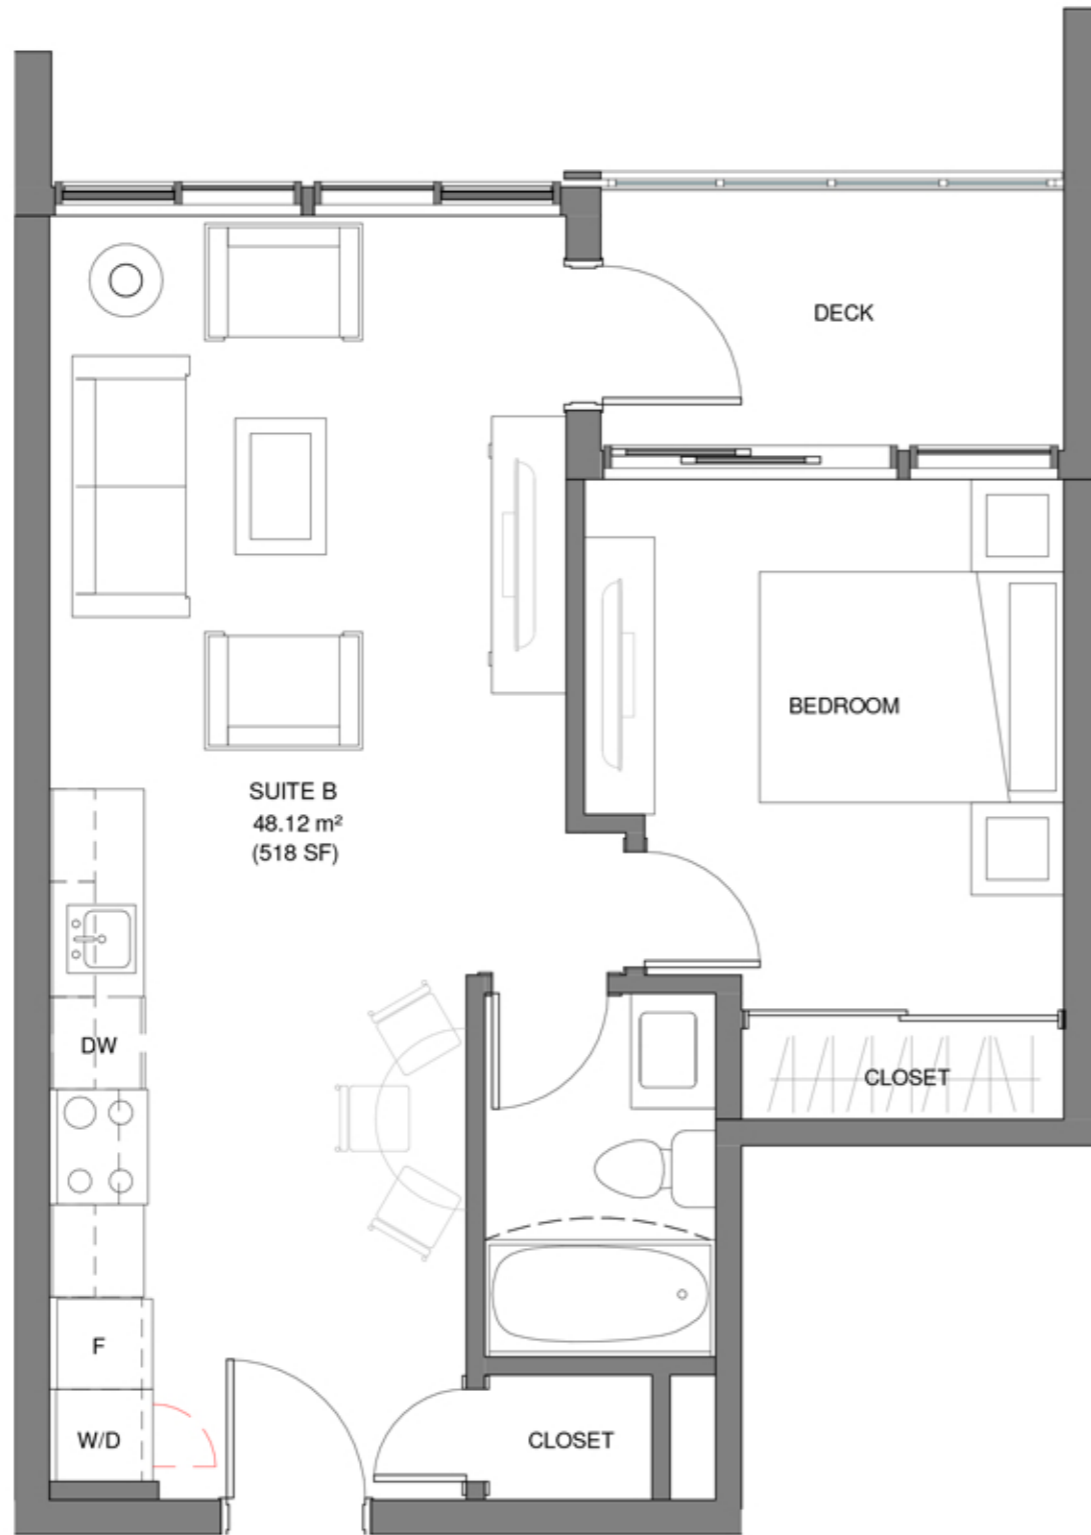 DECK
BEDROOM
SUITE B
48.12 m²
(518 SF)
DW
CLOSET
F
W/D
CLOSET